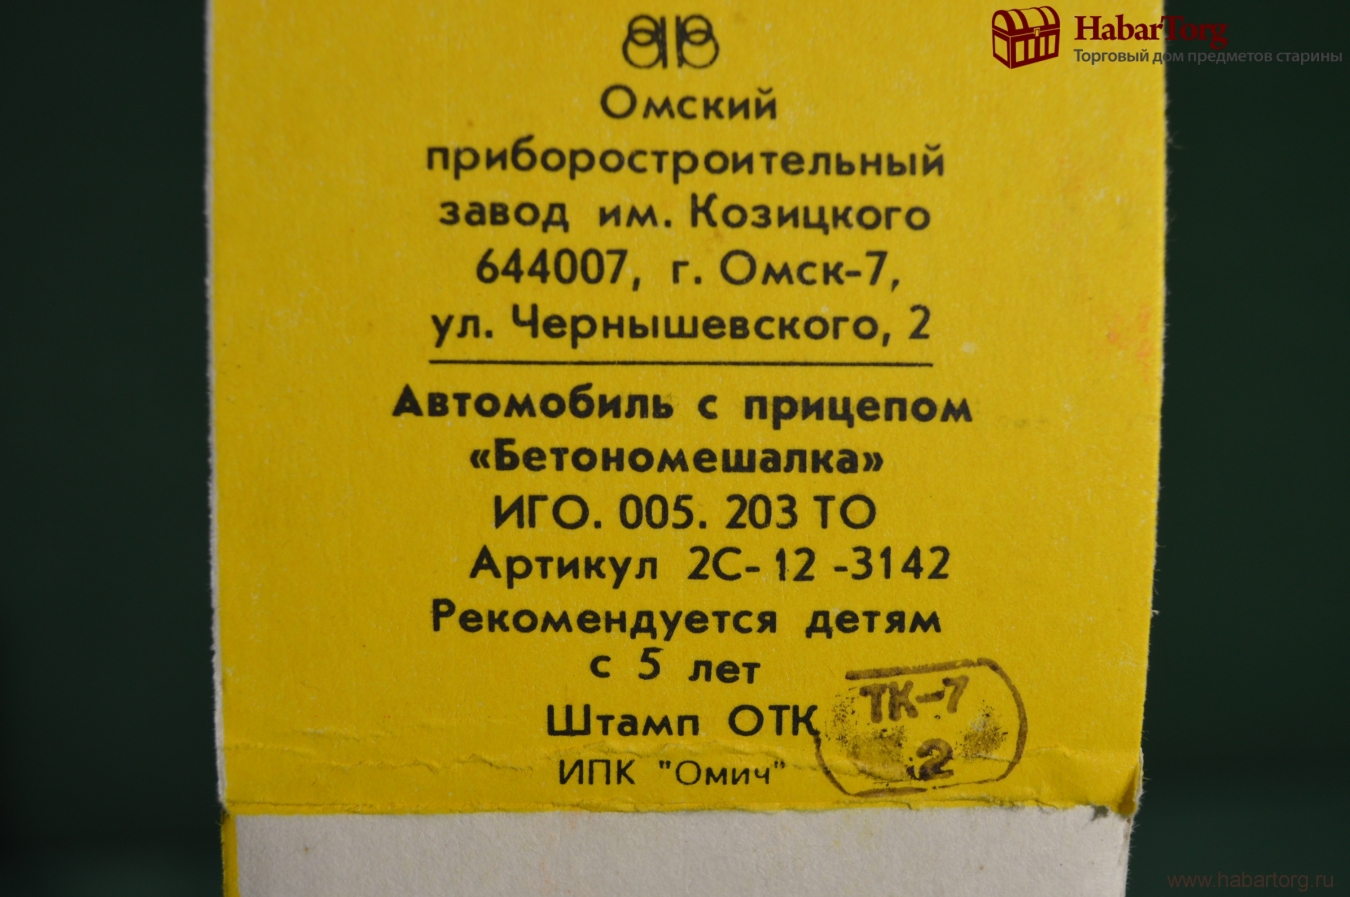 HabarTorg
Торговый дом предметов старины
Омский
приборостроительный
завод им. Козицкого
644007, г. Омск-7,
ул. Чернышевского, 2
Автомобиль с прицепом
«Бетономешалка»
ИГО. 005. 203 ТО
Артикул 2С- 12 -3142
Рекомендуется детям
с 5 лет
Штамп ОТК
ТК-7
2
ИПК "Омич"
www.habartorg.ru